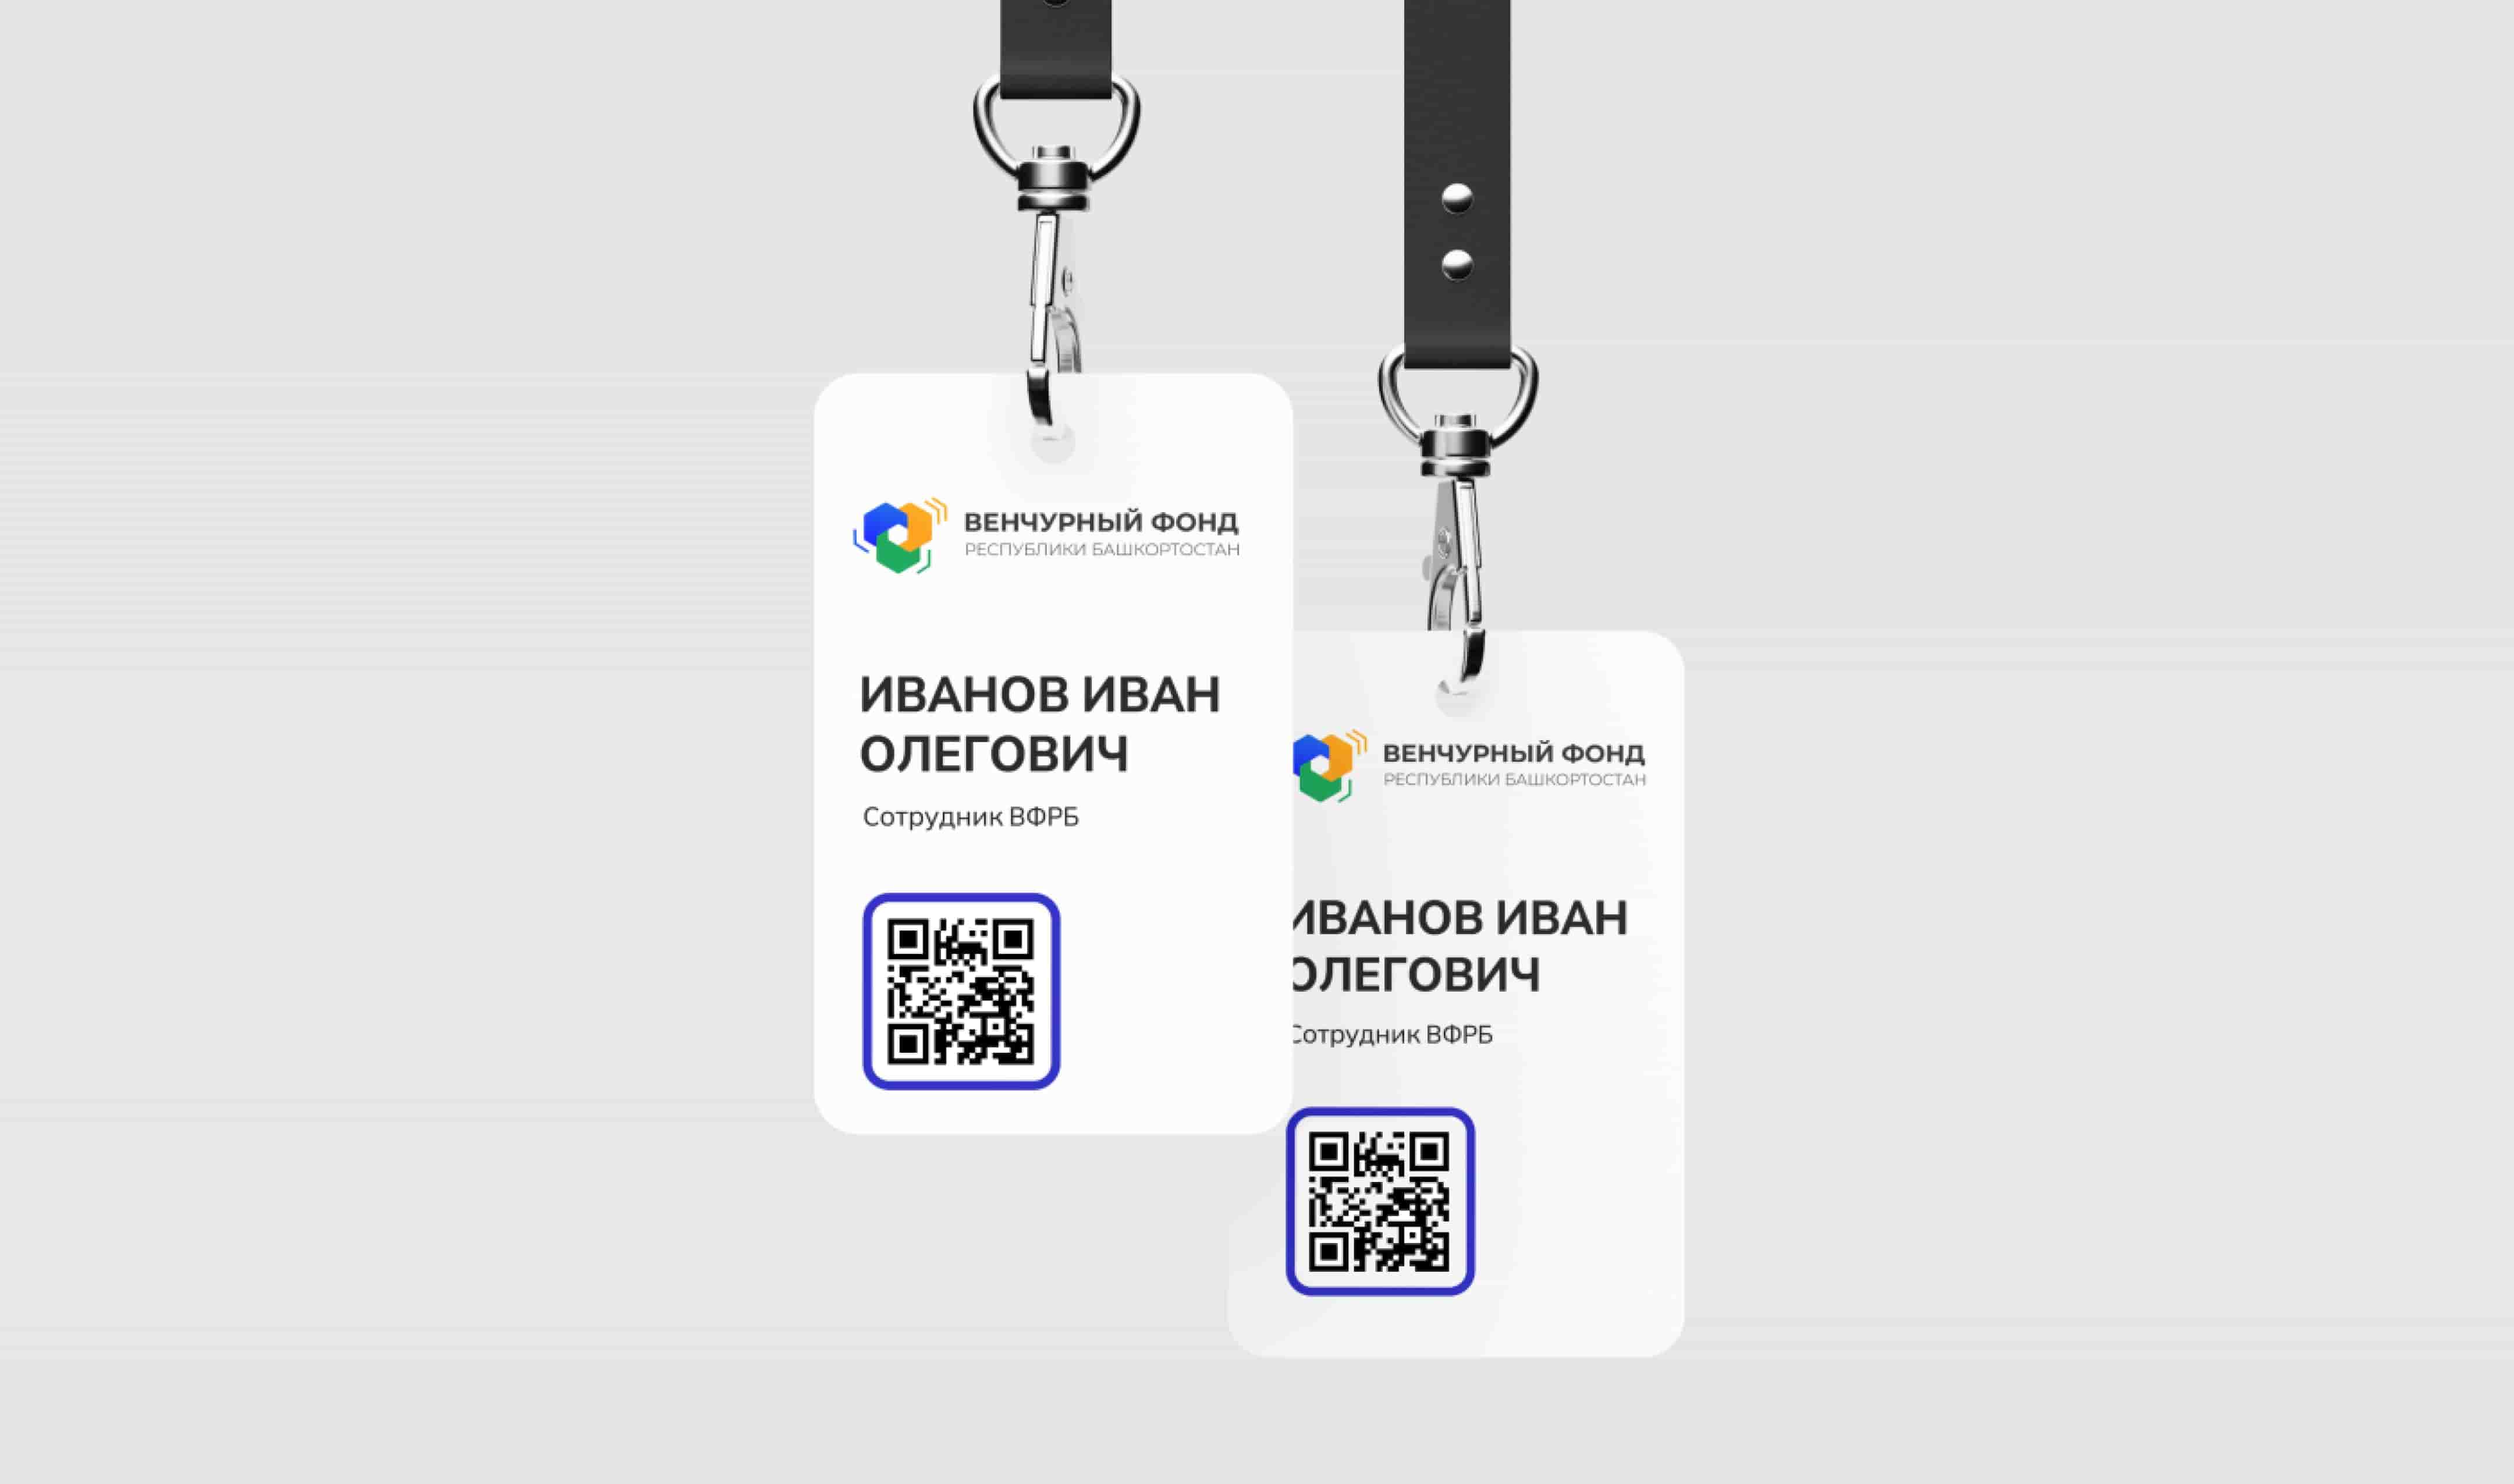 ВЕНЧУРНЫЙ ФОНД
РЕСПУБЛИКИ БАШКОРТОСТАН
ИВАНОВ ИВАН
ОЛЕГОВИЧ
Сотрудник ВФРБ
ВЕНЧУРНЫЙ ФОНД
РЕСПУБЛИКИ БАШКОРТОСТАН
ИВАНОВ ИВАН
ОЛЕГОВИЧ
Сотрудник ВФРБ